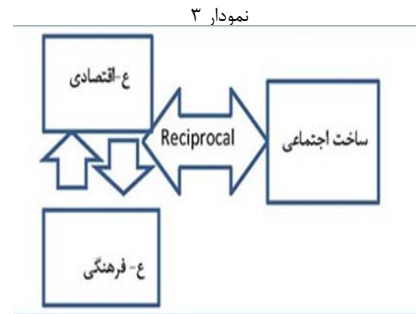 نمودار ۳
ع-اقتصادی
Reciprocal
ساخت اجتماعی
ع- فرهنگی